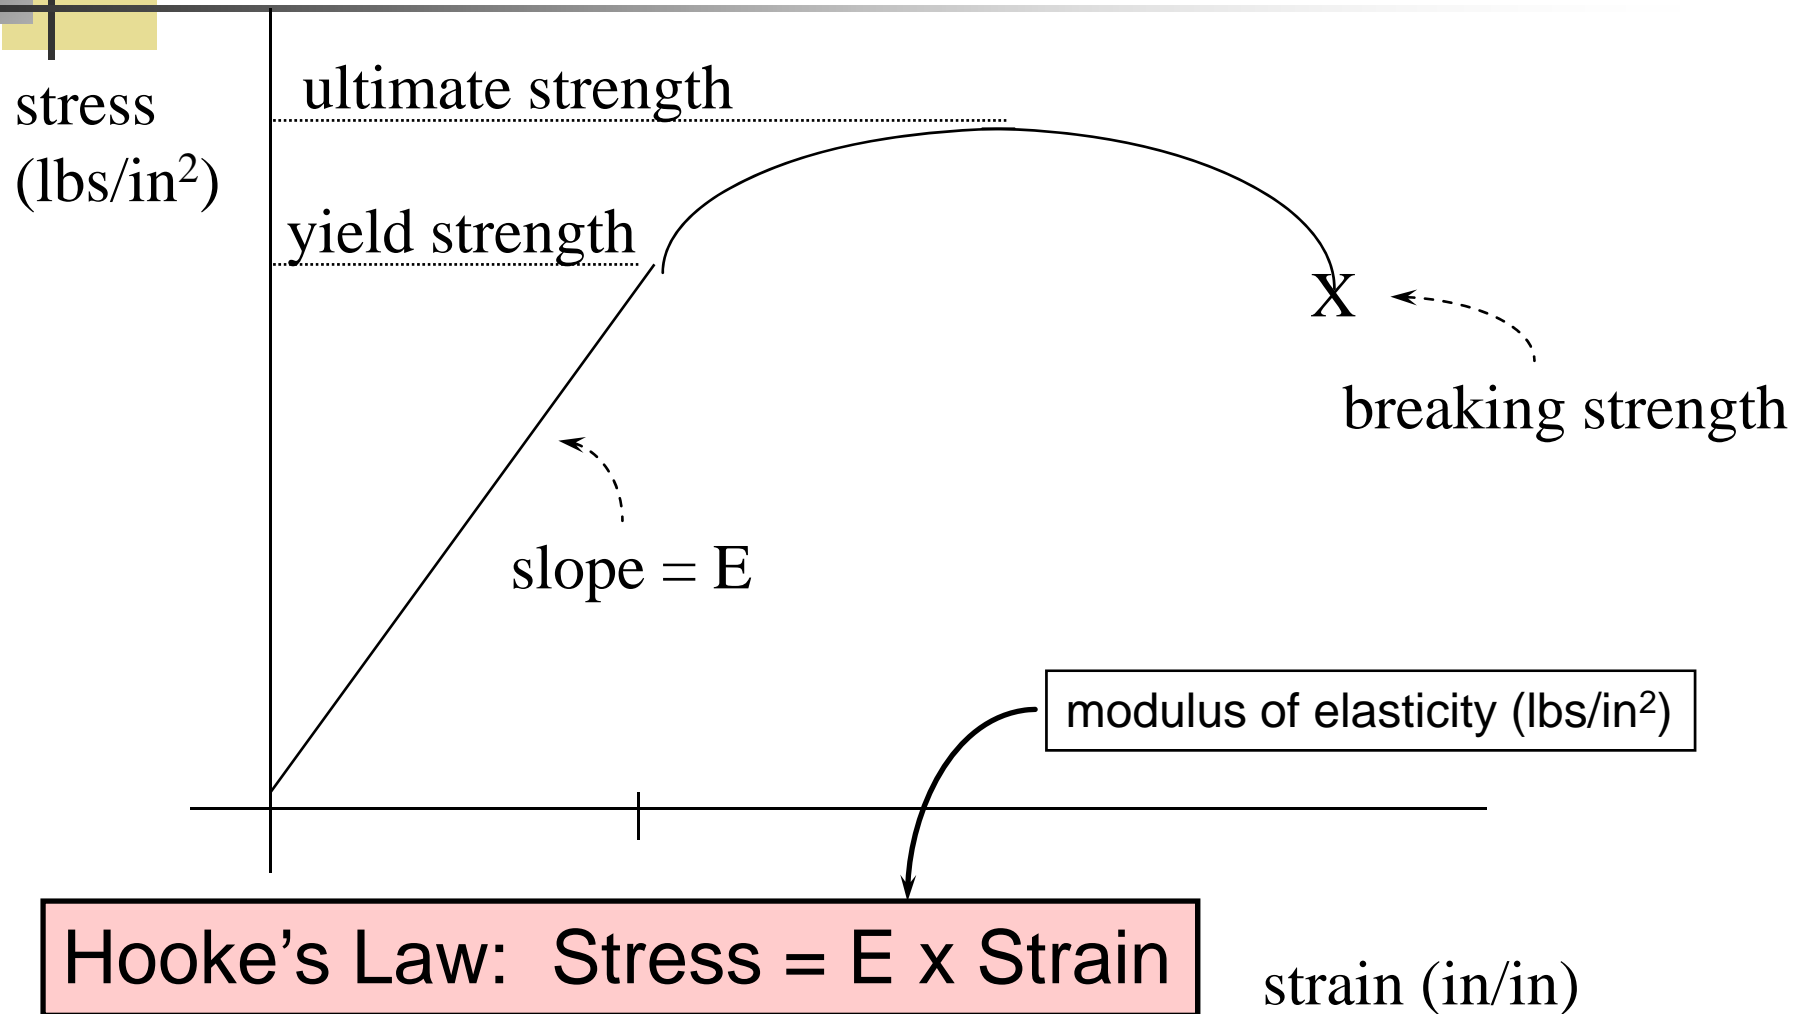 stress
(lbs/in²)
ultimate strength
yield strength
X
breaking strength
slope = E
modulus of elasticity (lbs/in²)
Hooke’s Law:  Stress = E x Strain
strain (in/in)